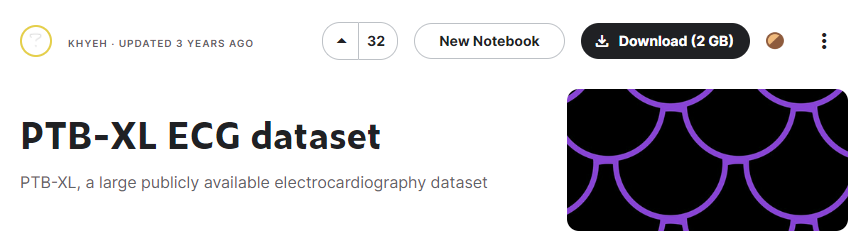 KHYEH · UPDATED 3 YEARS AGO
32
New Notebook
Download (2 GB)
PTB-XL ECG dataset
PTB-XL, a large publicly available electrocardiography dataset